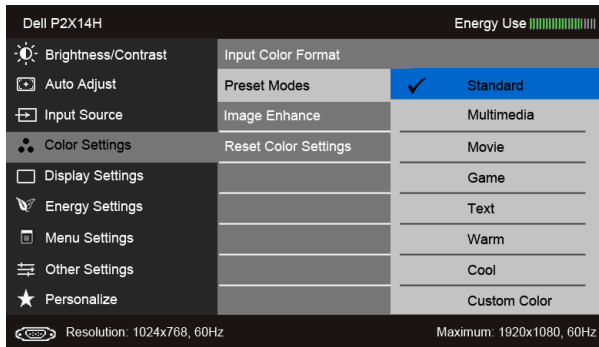 Dell P2X14H Energy Use
Brightness/Contrast Input Color Format
Auto Adjust Preset Modes Standard
Input Source Image Enhance Multimedia
Color Settings Reset Color Settings Movie
Display Settings Game
Energy Settings Text
Menu Settings Warm
Other Settings Cool
Personalize Custom Color
Resolution: 1024x768, 60Hz Maximum: 1920x1080, 60Hz